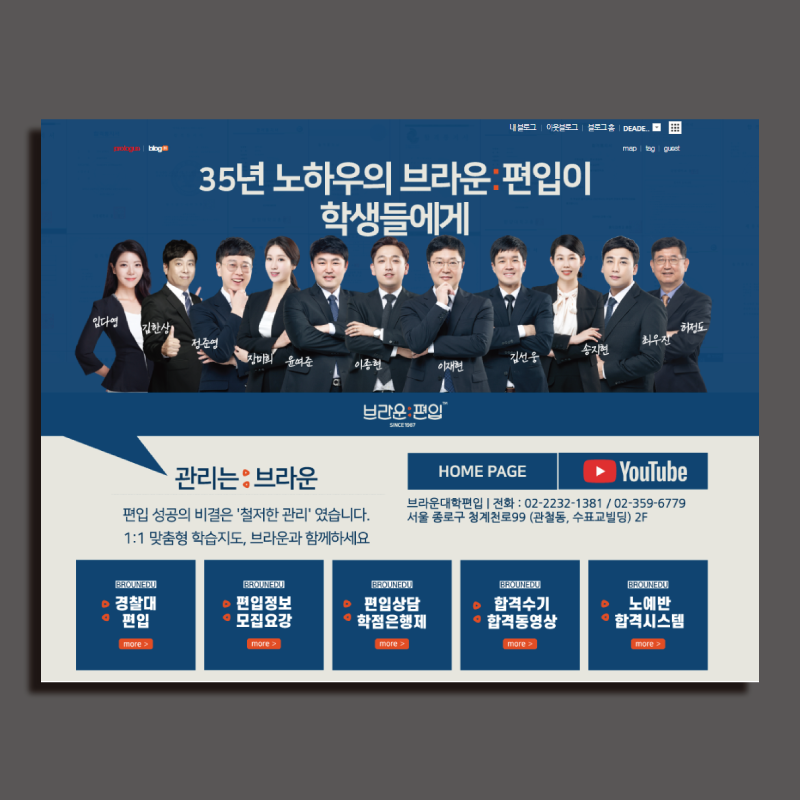 내 블로그 | 이웃블로그 | 블로그 홈 | DEADE..
blog
map | tag | guest
35년 노하우의 브라운:편입이
학생들에게
임다영
김한상
정준영
장미희
윤여준
이종현
이재현
김선웅
송지현
최우진
허정도
브라운:편입™
SINCE 1987
관리는:브라운
편입 성공의 비결은 '철저한 관리' 였습니다.
1:1 맞춤형 학습지도, 브라운과 함께하세요
HOME PAGE
YouTube
브라운대학편입 | 전화 : 02-2232-1381 / 02-359-6779
서울 종로구 청계천로99 (관철동, 수표교빌딩) 2F
BROUNEDU
경찰대
편입
more >
BROUNEDU
편입정보
모집요강
more >
BROUNEDU
편입상담
학점은행제
more >
BROUNEDU
합격수기
합격동영상
more >
BROUNEDU
노예반
합격시스템
more >